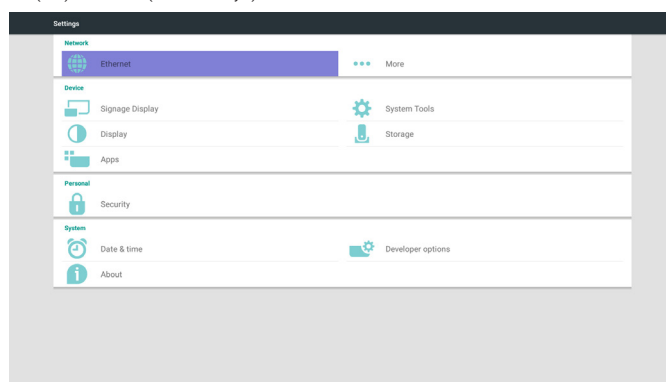 Settings
Network
Ethernet
More
Device
Signage Display
System Tools
Display
Storage
Apps
Personal
Security
System
Date & time
Developer options
About